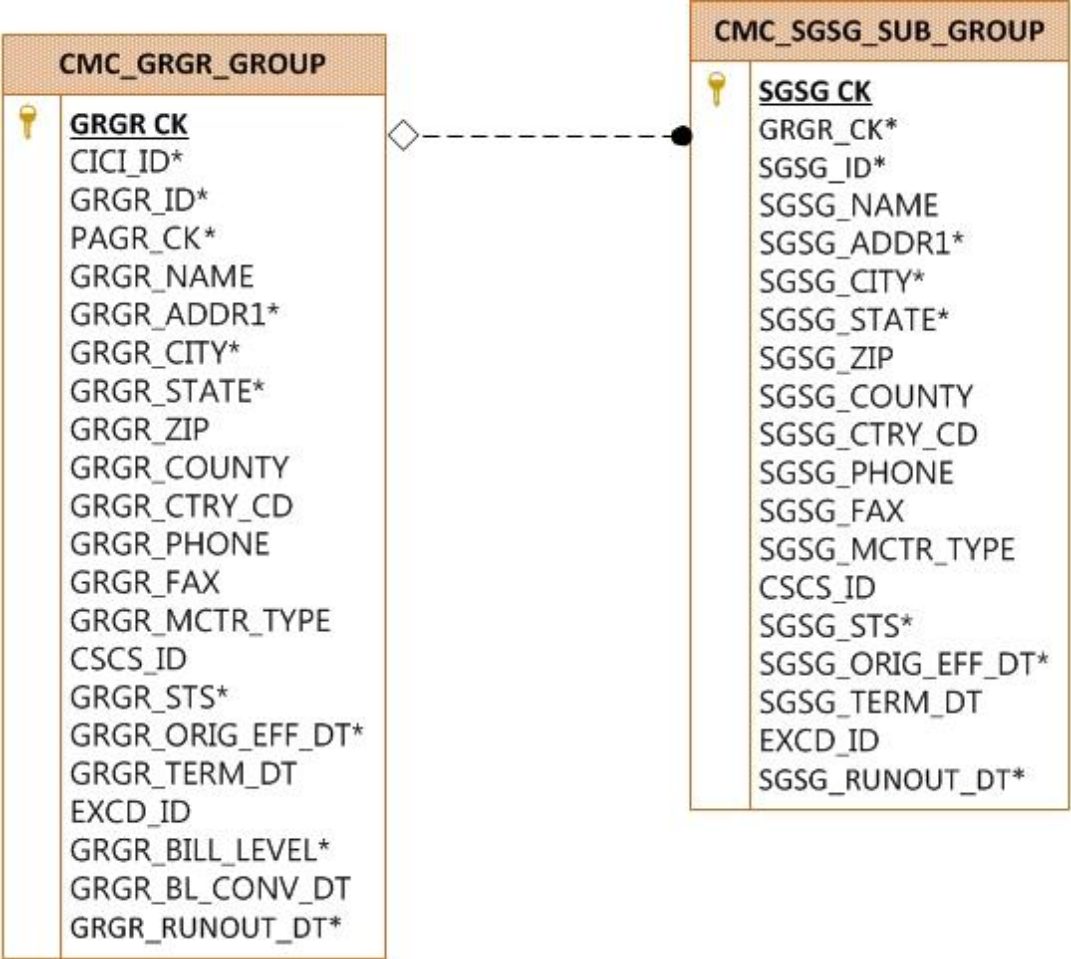 CMC_GRGR_GROUP
GRGR CK
CICI_ID*
GRGR_ID*
PAGR_CK*
GRGR_NAME
GRGR_ADDR1*
GRGR_CITY*
GRGR_STATE*
GRGR_ZIP
GRGR_COUNTY
GRGR_CTRY_CD
GRGR_PHONE
GRGR_FAX
GRGR_MCTR_TYPE
CSCS_ID
GRGR_STS*
GRGR_ORIG_EFF_DT*
GRGR_TERM_DT
EXCD_ID
GRGR_BILL_LEVEL*
GRGR_BL_CONV_DT
GRGR_RUNOUT_DT*
CMC_SGSG_SUB_GROUP
SGSG CK
GRGR_CK*
SGSG_ID*
SGSG_NAME
SGSG_ADDR1*
SGSG_CITY*
SGSG_STATE*
SGSG_ZIP
SGSG_COUNTY
SGSG_CTRY_CD
SGSG_PHONE
SGSG_FAX
SGSG_MCTR_TYPE
CSCS_ID
SGSG_STS*
SGSG_ORIG_EFF_DT*
SGSG_TERM_DT
EXCD_ID
SGSG_RUNOUT_DT*